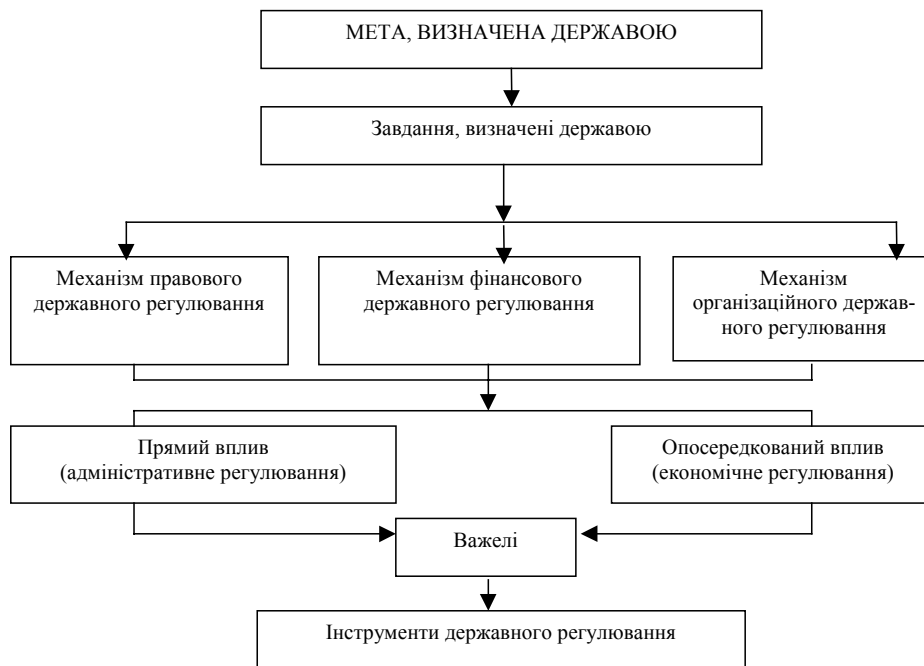 МЕТА, ВИЗНАЧЕНА ДЕРЖАВОЮ
Завдання, визначені державою
Механізм правового
державного регулювання
Механізм фінансового
державного регулювання
Механізм
організаційного держав-
ного регулювання
Прямий вплив
(адміністративне регулювання)
Опосередкований вплив
(економічне регулювання)
Важелі
Інструменти державного регулювання